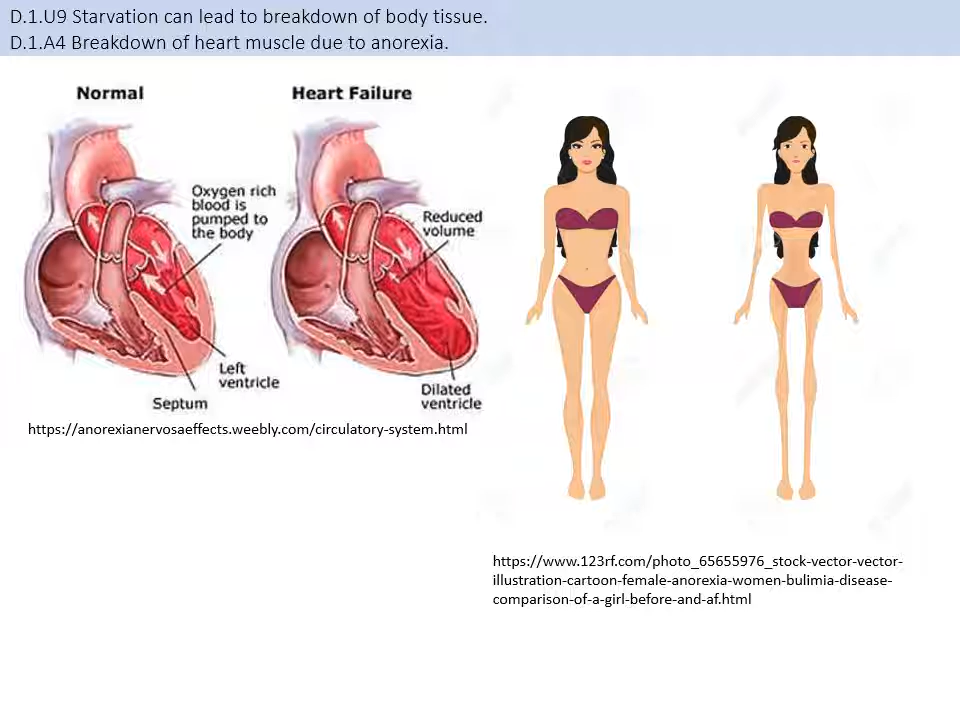 D.1.U9 Starvation can lead to breakdown of body tissue.
D.1.A4 Breakdown of heart muscle due to anorexia.
Normal
Heart Failure
Oxygen rich
blood is
pumped to
the body
Reduced
volume
Left
ventricle
Septum
Dilated
ventricle
https://anorexianervosaeffects.weebly.com/circulatory-system.html
https://www.123rf.com/photo_65655976_stock-vector-vector-
illustration-cartoon-female-anorexia-women-bulimia-disease-
comparison-of-a-girl-before-and-af.html